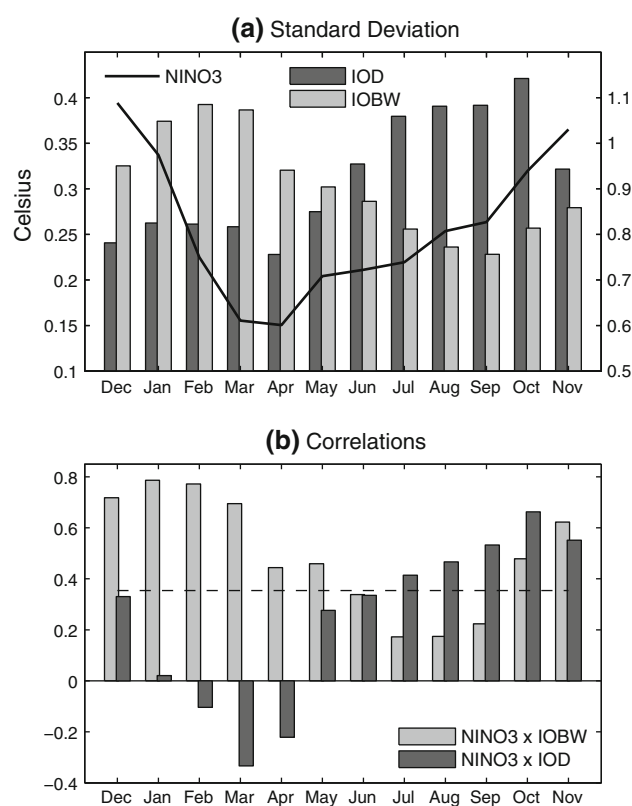 (a) Standard Deviation
NINO3
IOD
IOBW
Celsius
0.4
0.35
0.3
0.25
0.2
0.15
0.1
1.1
1
0.9
0.8
0.7
0.6
0.5
Dec Jan Feb Mar Apr May Jun Jul Aug Sep Oct Nov
(b) Correlations
0.8
0.6
0.4
0.2
0
−0.2
−0.4
NINO3 x IOBW
NINO3 x IOD
Dec Jan Feb Mar Apr May Jun Jul Aug Sep Oct Nov